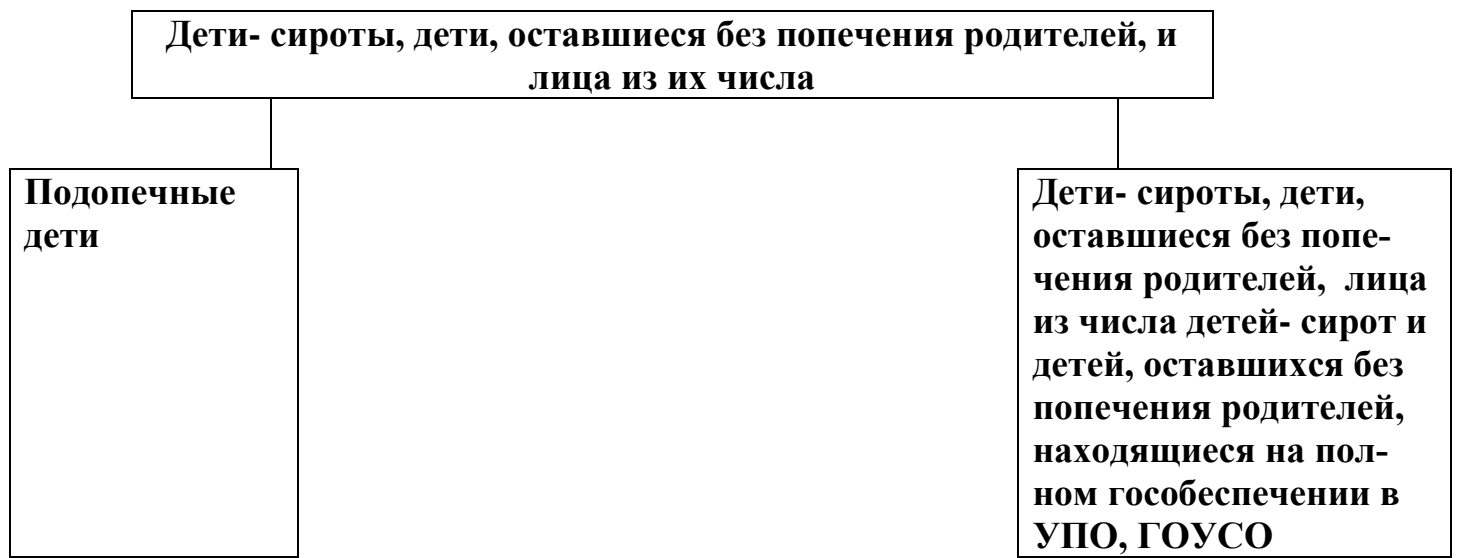 Дети- сироты, дети, оставшиеся без попечения родителей, и
лица из их числа
Подопечные
дети
Дети- сироты, дети,
оставшиеся без попе-
чения родителей, лица
из числа детей- сирот и
детей, оставшихся без
попечения родителей,
находящиеся на пол-
ном гособеспечении в
УПО, ГОУСО